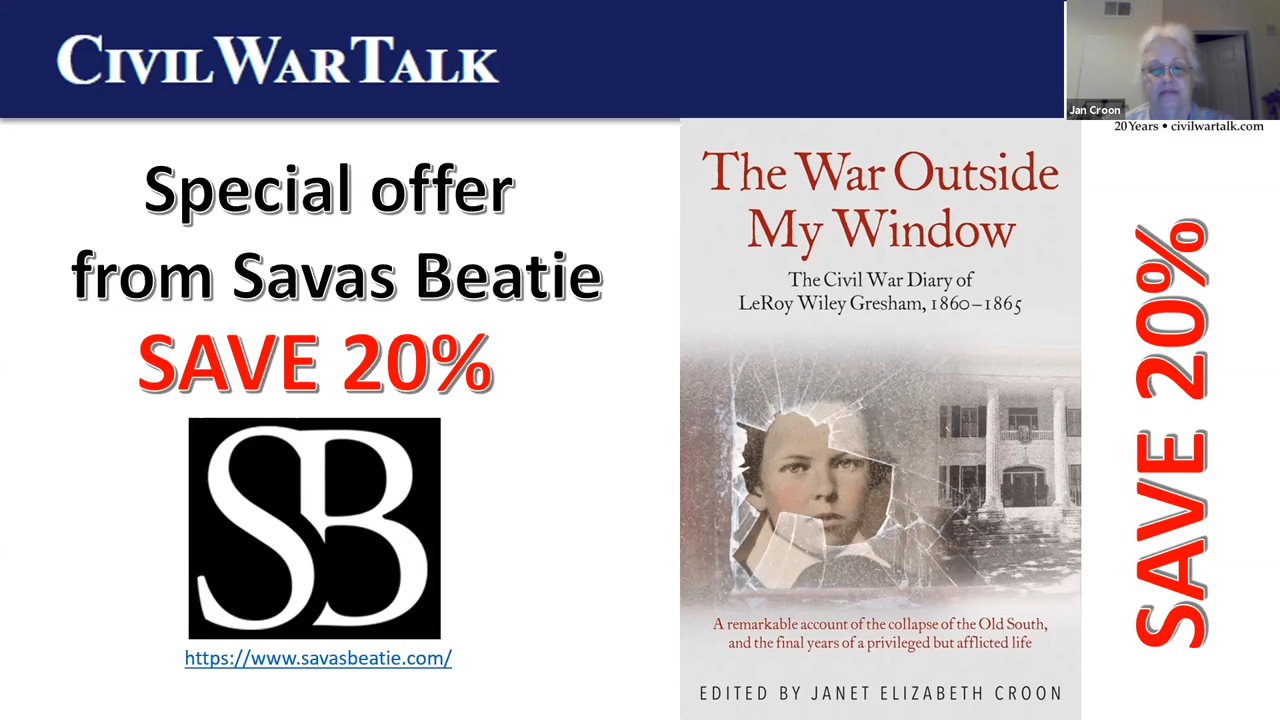 CIVILWARTALK
Jan Croon
20 Years • civilwartalk.com
Special offer
from Savas Beatie
SAVE 20%
SB
https://www.savasbeatie.com/
The War Outside
My Window
The Civil War Diary of
LeRoy Wiley Gresham, 1860–1865
A remarkable account of the collapse of the Old South,
and the final years of a privileged but afflicted life
EDITED BY JANET ELIZABETH CROON
SAVE 20%